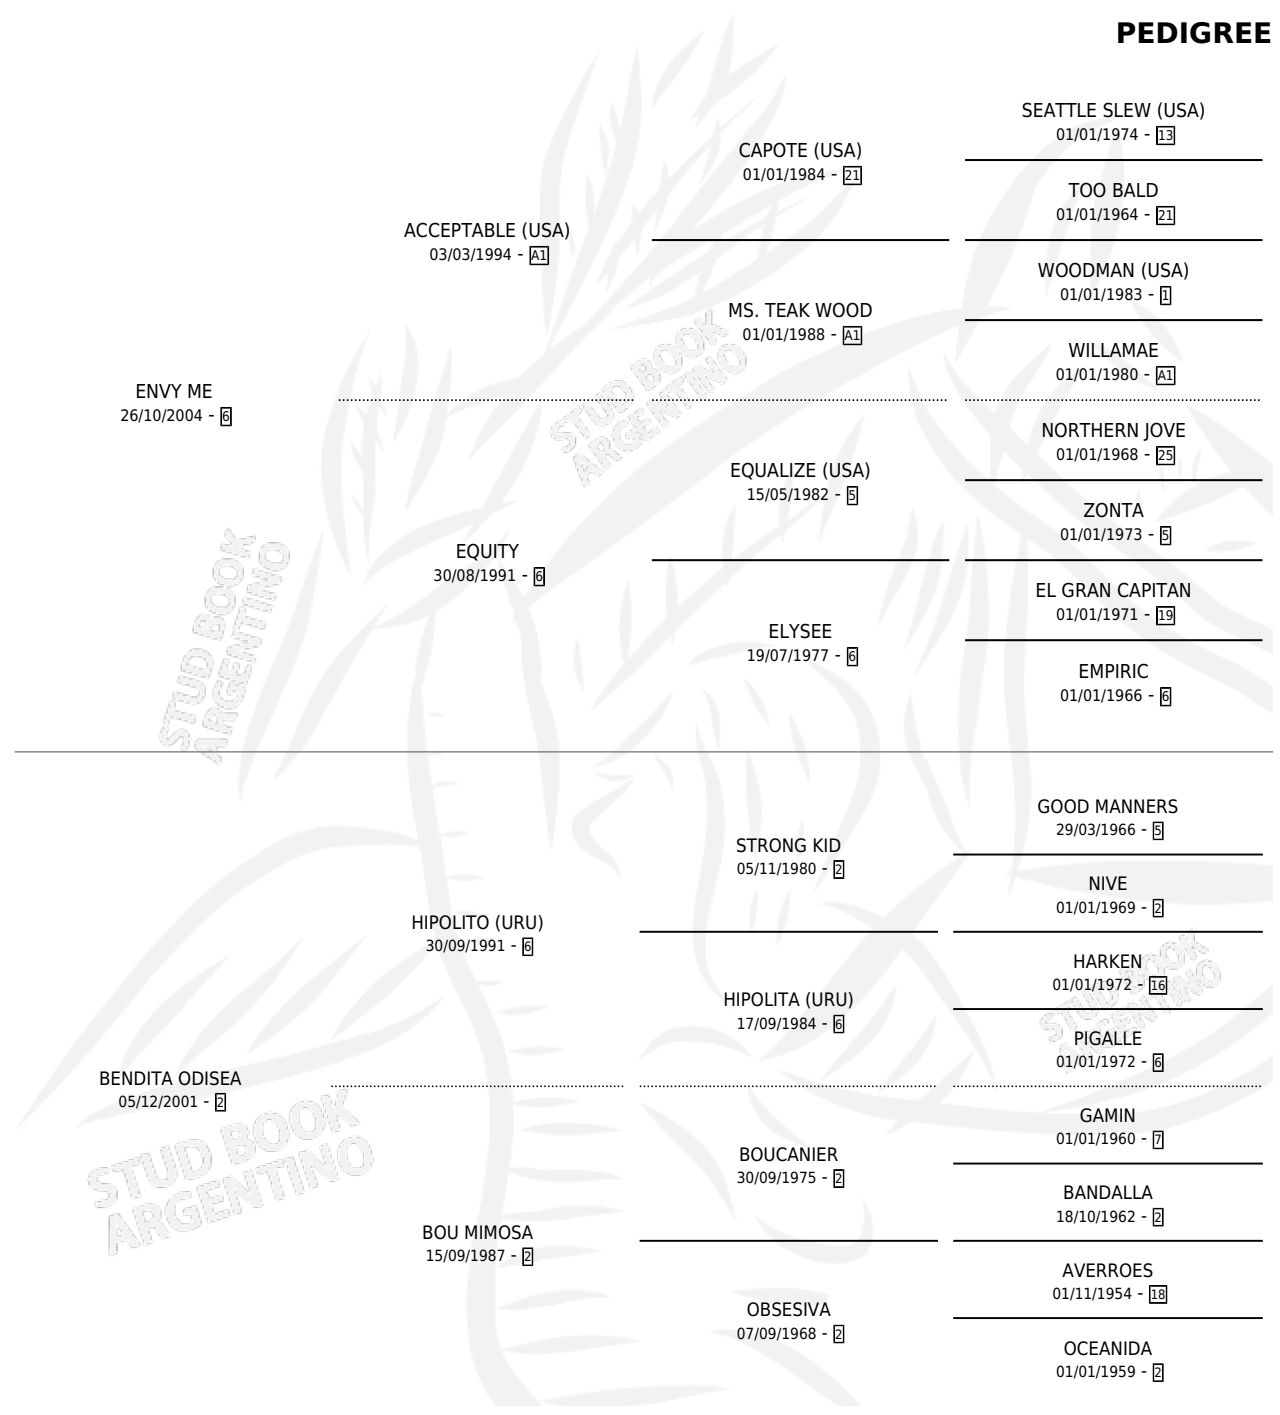 PEDIGREE
SEATTLE SLEW (USA)
01/01/1974 - 13
CAPOTE (USA)
01/01/1984 - 21
TOO BALD
01/01/1964 - 21
ACCEPTABLE (USA)
03/03/1994 - A1
WOODMAN (USA)
01/01/1983 - 1
MS. TEAK WOOD
01/01/1988 - A1
WILLAMAE
01/01/1980 - A1
ENVY ME
26/10/2004 - 6
NORTHERN JOVE
01/01/1968 - 25
EQUALIZE (USA)
15/05/1982 - 5
ZONTA
01/01/1973 - 5
EQUITY
30/08/1991 - 6
EL GRAN CAPITAN
01/01/1971 - 19
ELYSEE
19/07/1977 - 6
EMPIRIC
01/01/1966 - 6
STUD BOOK
ARGENTINO
STUD BOOK
ARGENTINO
GOOD MANNERS
29/03/1966 - 5
STRONG KID
05/11/1980 - 2
NIVE
01/01/1969 - 2
HIPOLITO (URU)
30/09/1991 - 6
HARKEN
01/01/1972 - 16
HIPOLITA (URU)
17/09/1984 - 6
PIGALLE
01/01/1972 - 6
STUD BOOK
ARGENTINO
BENDITA ODISEA
05/12/2001 - 2
GAMIN
01/01/1960 - 7
BOUCANIER
30/09/1975 - 2
BANDALLA
18/10/1962 - 2
STUD BOOK
ARGENTINO
BOU MIMOSA
15/09/1987 - 2
AVERROES
01/11/1954 - 18
OBSESIVA
07/09/1968 - 2
OCEANIDA
01/01/1959 - 2